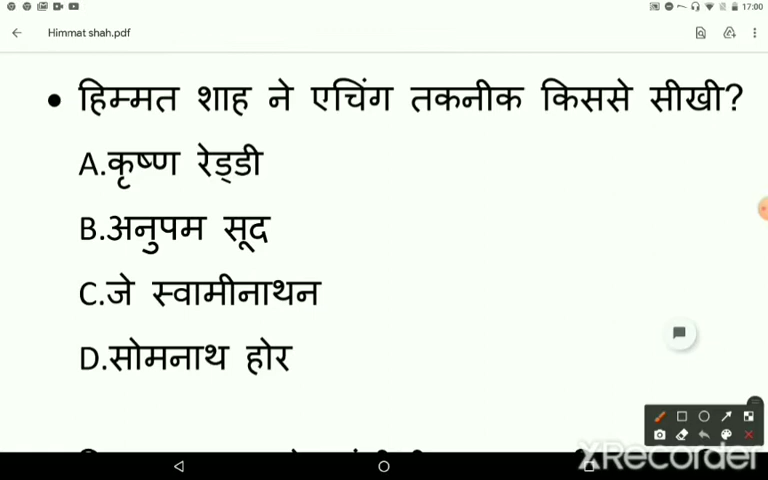 17:00
Himmat shah.pdf
• हिम्मत शाह ने एचिंग तकनीक किससे सीखी?
A.कृष्ण रेड्डी
B.अनुपम सूद
C.जे स्वामीनाथन
D.सोमनाथ होर
XRecorder